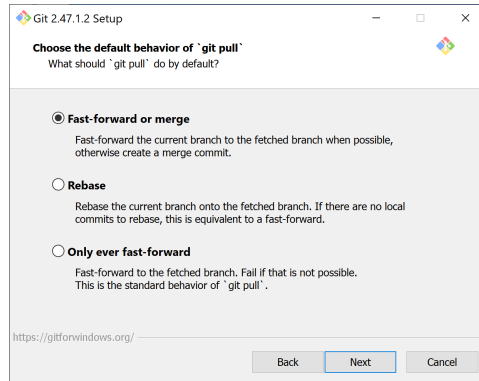 Git 2.47.1.2 Setup
Choose the default behavior of `git pull`
What should `git pull` do by default?
Fast-forward or merge
Fast-forward the current branch to the fetched branch when possible,
otherwise create a merge commit.
Rebase
Rebase the current branch onto the fetched branch. If there are no local
commits to rebase, this is equivalent to a fast-forward.
Only ever fast-forward
Fast-forward to the fetched branch. Fail if that is not possible.
This is the standard behavior of `git pull`.
https://gitforwindows.org/
Back Next Cancel